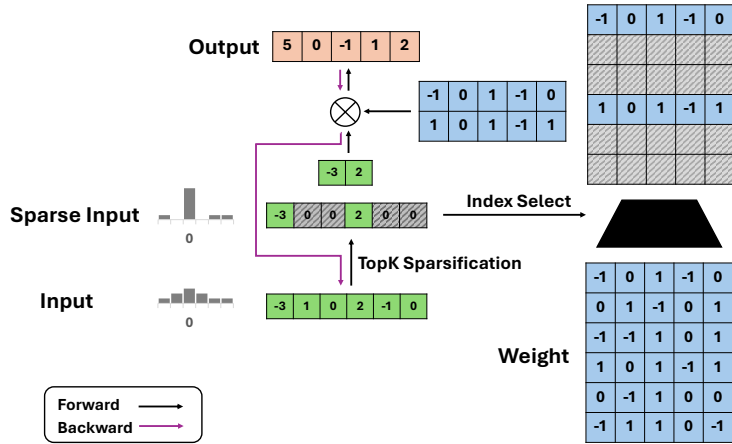 Output
5 0 -1 1 2
-1 0 1 -1 0
1 0 1 -1 1
-3 2
Sparse Input
0
-3 0 0 2 0 0
Index Select
-1 0 1 -1 0
1 0 1 -1 1
TopK Sparsification
Input
0
-3 1 0 2 -1 0
Weight
-1 0 1 -1 0
0 1 -1 0 1
-1 -1 1 0 1
1 0 1 -1 1
0 -1 1 0 0
-1 1 1 0 -1
Forward
Backward